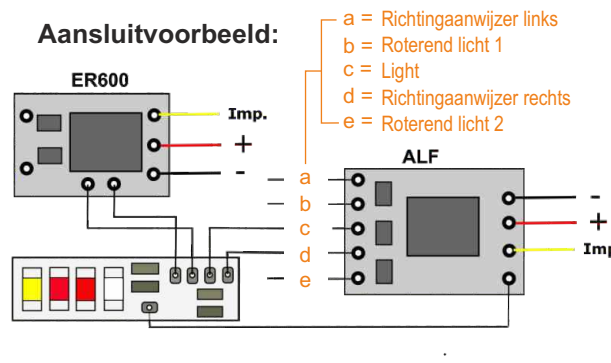 Aansluitvoorbeeld:
a = Richtingaanwijzer links
b = Roterend licht 1
c = Light
d = Richtingaanwijzer rechts
e = Roterend licht 2
ER600
Imp.
+
-
ALF
a
b
c
d
e
-
+
Imp